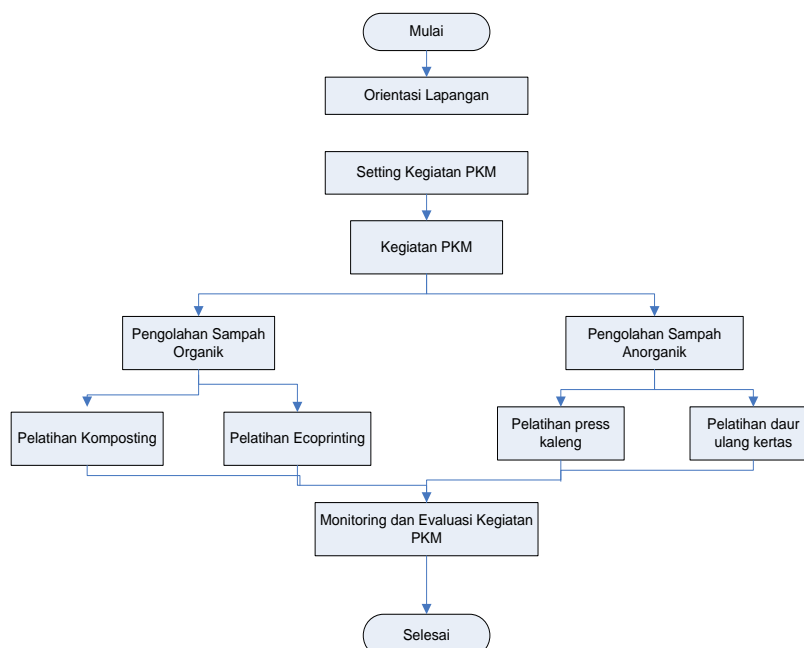 Mulai
Orientasi Lapangan
Setting Kegiatan PKM
Kegiatan PKM
Pengolahan Sampah
Organik
Pengolahan Sampah
Anorganik
Pelatihan Komposting
Pelatihan Ecoprinting
Pelatihan press
kaleng
Pelatihan daur
ulang kertas
Monitoring dan Evaluasi Kegiatan
PKM
Selesai